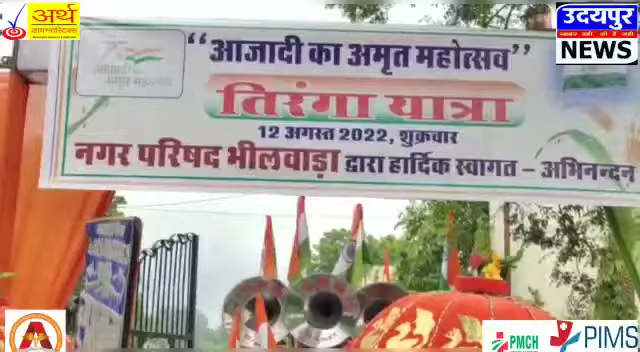 अर्थ
डायग्नोस्टिक्स
उदयपुर
NEWS
"आजादी का अमृत महोत्सव"
तिरंगा यात्रा
12 अगस्त 2022, शुक्रवार
नगर परिषद भीलवाड़ा द्वारा हार्दिक स्वागत – अभिनन्दन
PMCH
PIMS